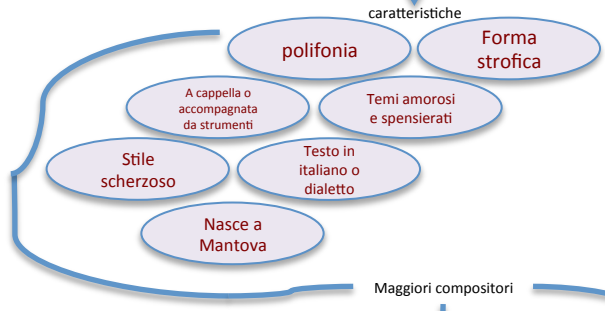 caratteristiche
polifonia
Forma
strofica
A cappella o
accompagnata
da strumenti
Temi amorosi
e spensierati
Stile
scherzoso
Testo in
italiano o
dialetto
Nasce a
Mantova
Maggiori compositori